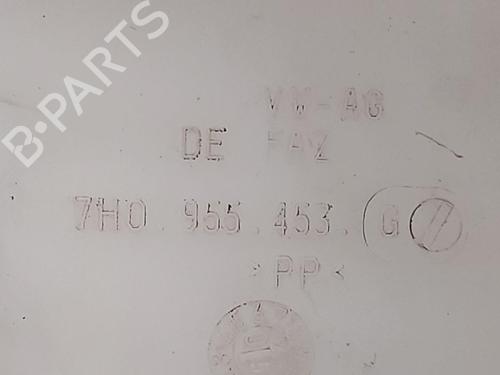 B-PARTS
VW-AG
DE FAZ
7H0.955.453.G
>PP<